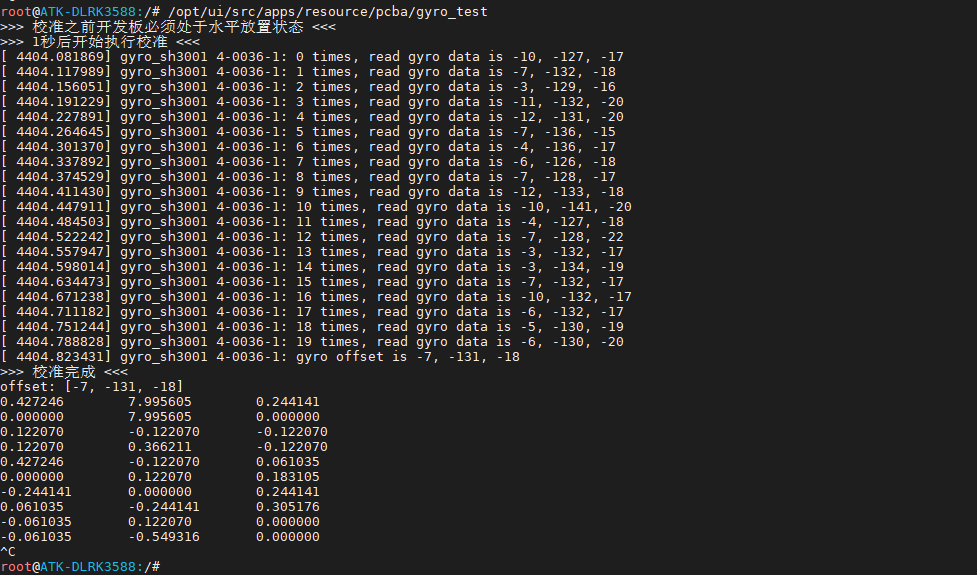 root@ATK-DLRK3588:/# /opt/ui/src/apps/resource/pcba/gyro_test
>>> 校准之前开发板必须处于水平放置状态 <<<
>>> 1秒后开始执行校准 <<<
[ 4404.081869] gyro_sh3001 4-0036-1: 0 times, read gyro data is -10, -127, -17
[ 4404.117989] gyro_sh3001 4-0036-1: 1 times, read gyro data is -7, -132, -18
[ 4404.156051] gyro_sh3001 4-0036-1: 2 times, read gyro data is -3, -129, -16
[ 4404.191229] gyro_sh3001 4-0036-1: 3 times, read gyro data is -11, -132, -20
[ 4404.227891] gyro_sh3001 4-0036-1: 4 times, read gyro data is -12, -131, -20
[ 4404.264645] gyro_sh3001 4-0036-1: 5 times, read gyro data is -7, -136, -15
[ 4404.301370] gyro_sh3001 4-0036-1: 6 times, read gyro data is -4, -136, -17
[ 4404.337892] gyro_sh3001 4-0036-1: 7 times, read gyro data is -6, -126, -18
[ 4404.374529] gyro_sh3001 4-0036-1: 8 times, read gyro data is -7, -128, -17
[ 4404.411430] gyro_sh3001 4-0036-1: 9 times, read gyro data is -12, -133, -18
[ 4404.447911] gyro_sh3001 4-0036-1: 10 times, read gyro data is -10, -141, -20
[ 4404.484503] gyro_sh3001 4-0036-1: 11 times, read gyro data is -4, -127, -18
[ 4404.522242] gyro_sh3001 4-0036-1: 12 times, read gyro data is -7, -128, -22
[ 4404.557947] gyro_sh3001 4-0036-1: 13 times, read gyro data is -3, -132, -17
[ 4404.598014] gyro_sh3001 4-0036-1: 14 times, read gyro data is -3, -134, -19
[ 4404.634473] gyro_sh3001 4-0036-1: 15 times, read gyro data is -7, -132, -17
[ 4404.671238] gyro_sh3001 4-0036-1: 16 times, read gyro data is -10, -132, -17
[ 4404.711182] gyro_sh3001 4-0036-1: 17 times, read gyro data is -6, -132, -17
[ 4404.751244] gyro_sh3001 4-0036-1: 18 times, read gyro data is -5, -130, -19
[ 4404.788828] gyro_sh3001 4-0036-1: 19 times, read gyro data is -6, -130, -20
[ 4404.823431] gyro_sh3001 4-0036-1: gyro offset is -7, -131, -18
>>> 校准完成 <<<
offset: [-7, -131, -18]
0.427246        7.995605        0.244141
0.000000        7.995605        0.000000
0.122070        -0.122070       -0.122070
0.122070        0.366211        -0.122070
0.427246        -0.122070       0.061035
0.000000        0.122070        0.183105
-0.244141       0.000000        0.244141
0.061035        -0.244141       0.305176
-0.061035       0.122070        0.000000
-0.061035       -0.549316       0.000000
^C
root@ATK-DLRK3588:/#